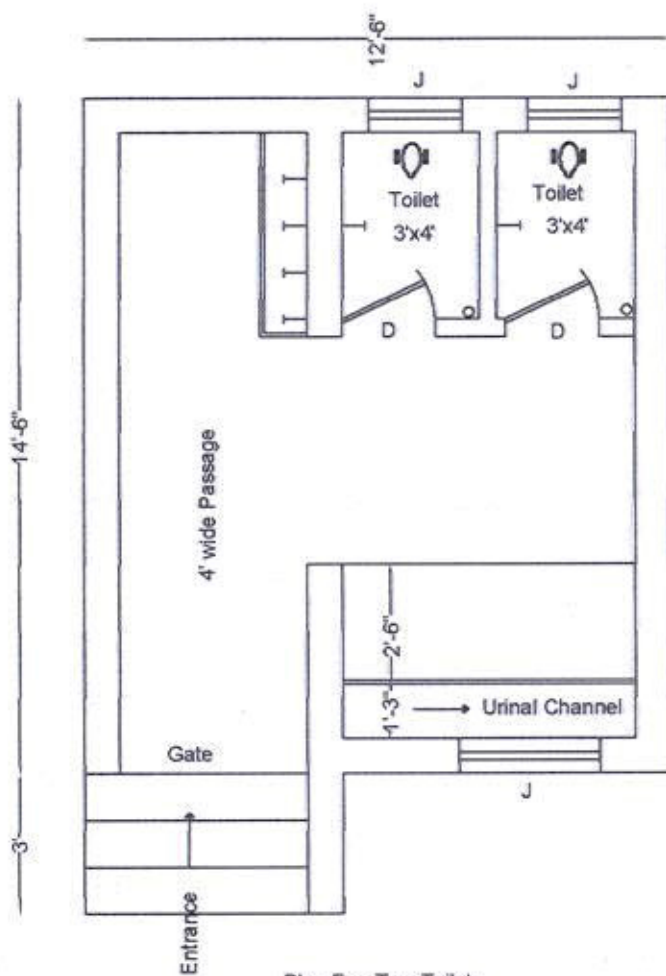 12'-6"
J
J
Toilet
3'x4'
Toilet
3'x4'
D
D
14'-6"
4' wide Passage
2'-6"
1'-3"
Urinal Channel
Gate
J
3'
Entrance